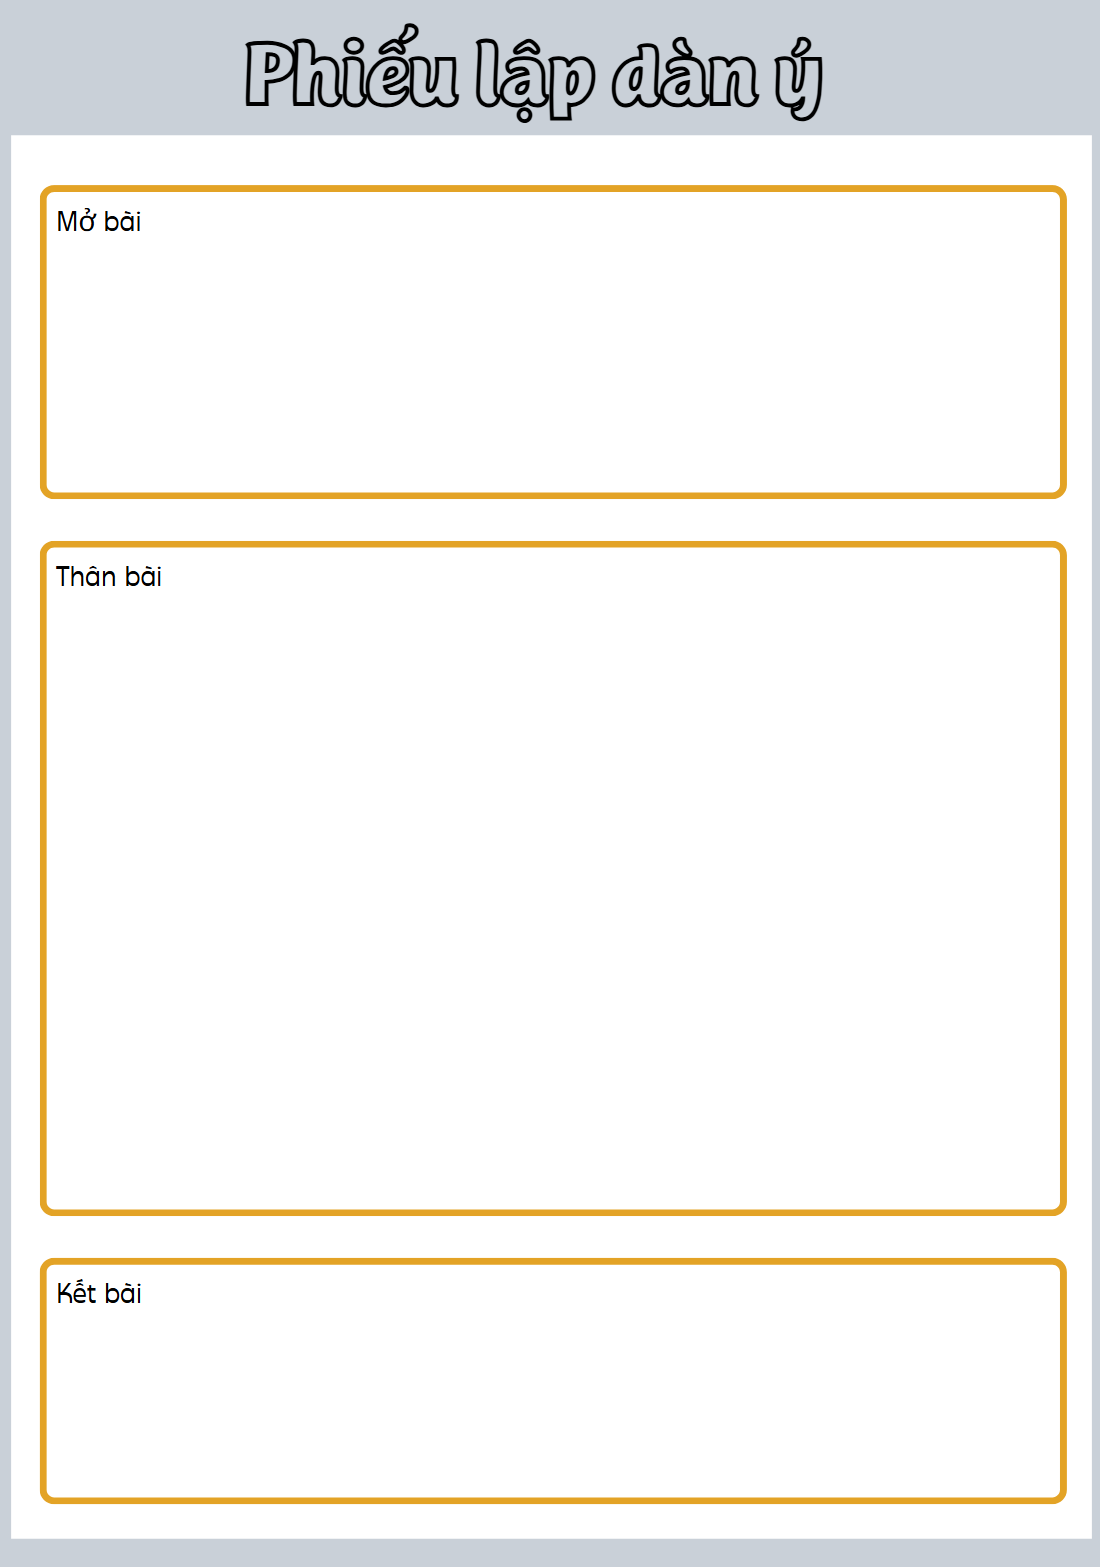 Phiếu lập dàn ý
Mở bài
Thân bài
Kết bài